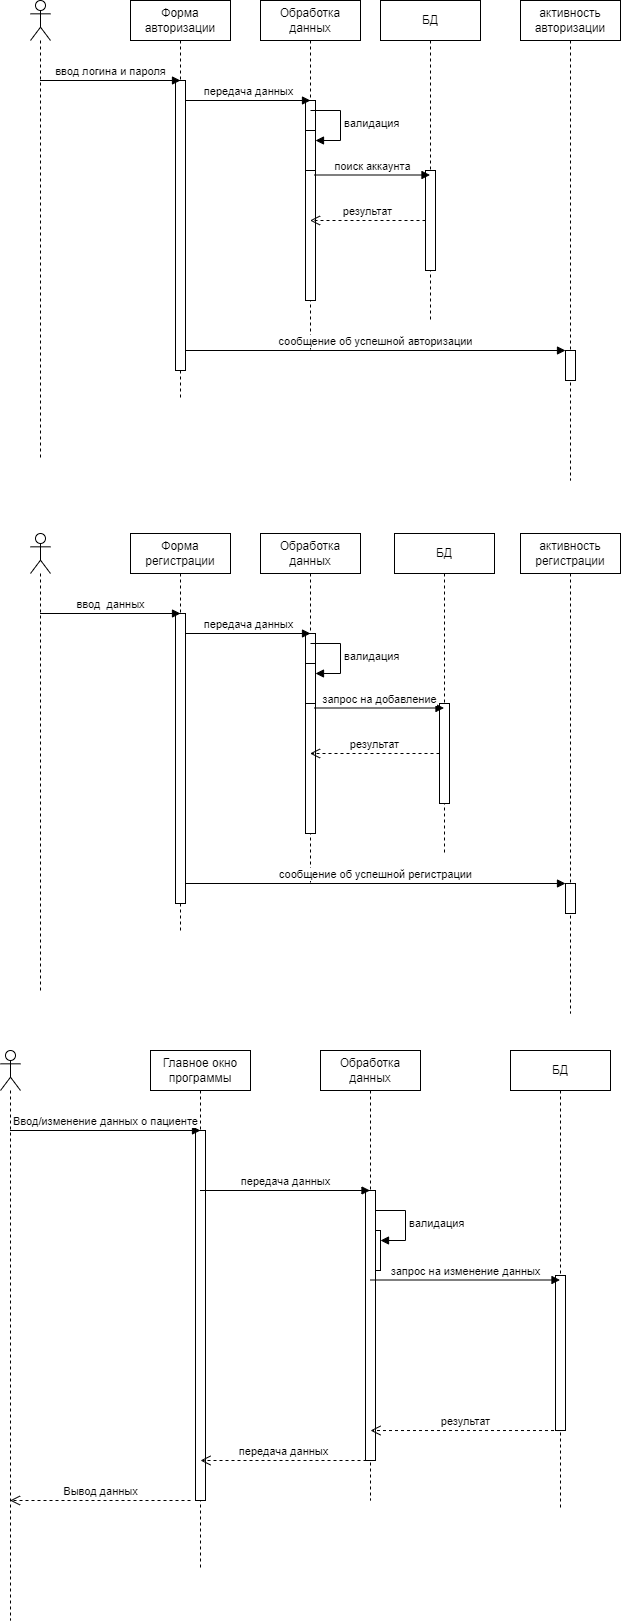 Форма
авторизации
Обработка
данных
БД
активность
авторизации
ввод логина и пароля
передача данных
валидация
поиск аккаунта
результат
сообщение об успешной авторизации
Форма
регистрации
Обработка
данных
БД
активность
регистрации
ввод  данных
передача данных
валидация
запрос на добавление
результат
сообщение об успешной регистрации
Главное окно
программы
Обработка
данных
БД
Ввод/изменение данных о пациенте
передача данных
валидация
запрос на изменение данных
результат
передача данных
Вывод данных